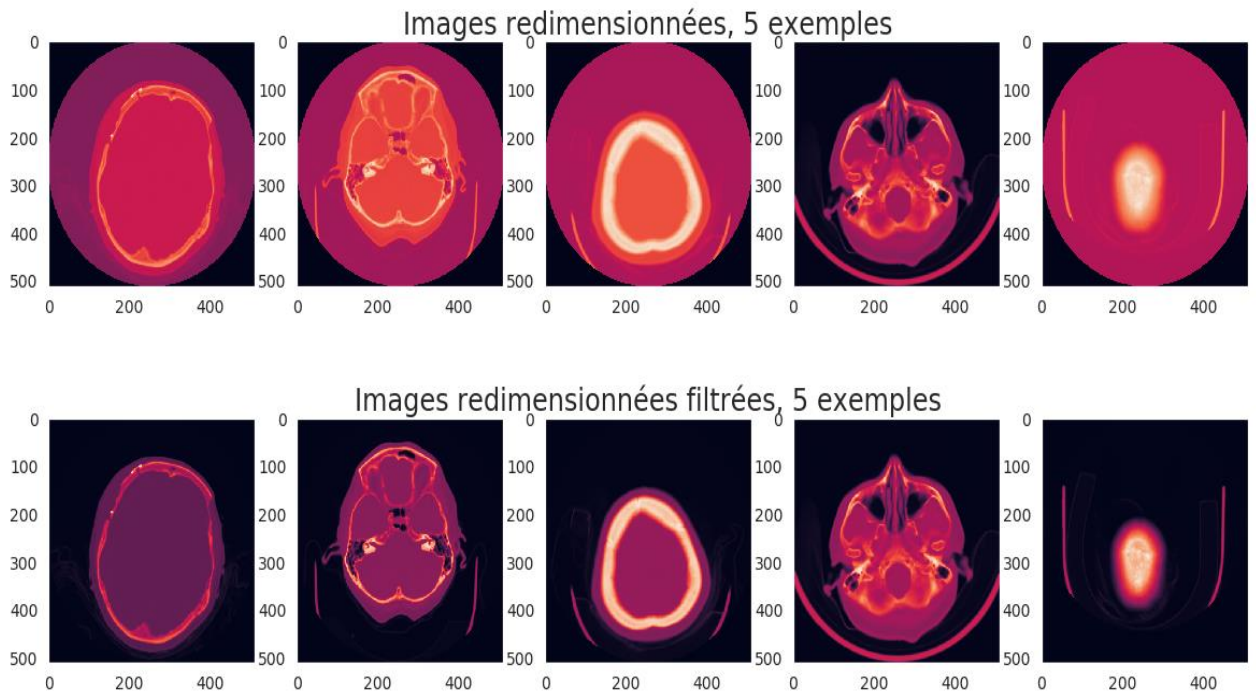 Images redimensionnées, 5 exemples
0 0 0 0 0
100 100 100 100 100
200 200 200 200 200
300 300 300 300 300
400 400 400 400 400
500 500 500 500 500
0 200 400 0 200 400 0 200 400 0 200 400 0 200 400
Images redimensionnées filtrées, 5 exemples
0 0 0 0 0
100 100 100 100 100
200 200 200 200 200
300 300 300 300 300
400 400 400 400 400
500 500 500 500 500
0 200 400 0 200 400 0 200 400 0 200 400 0 200 400